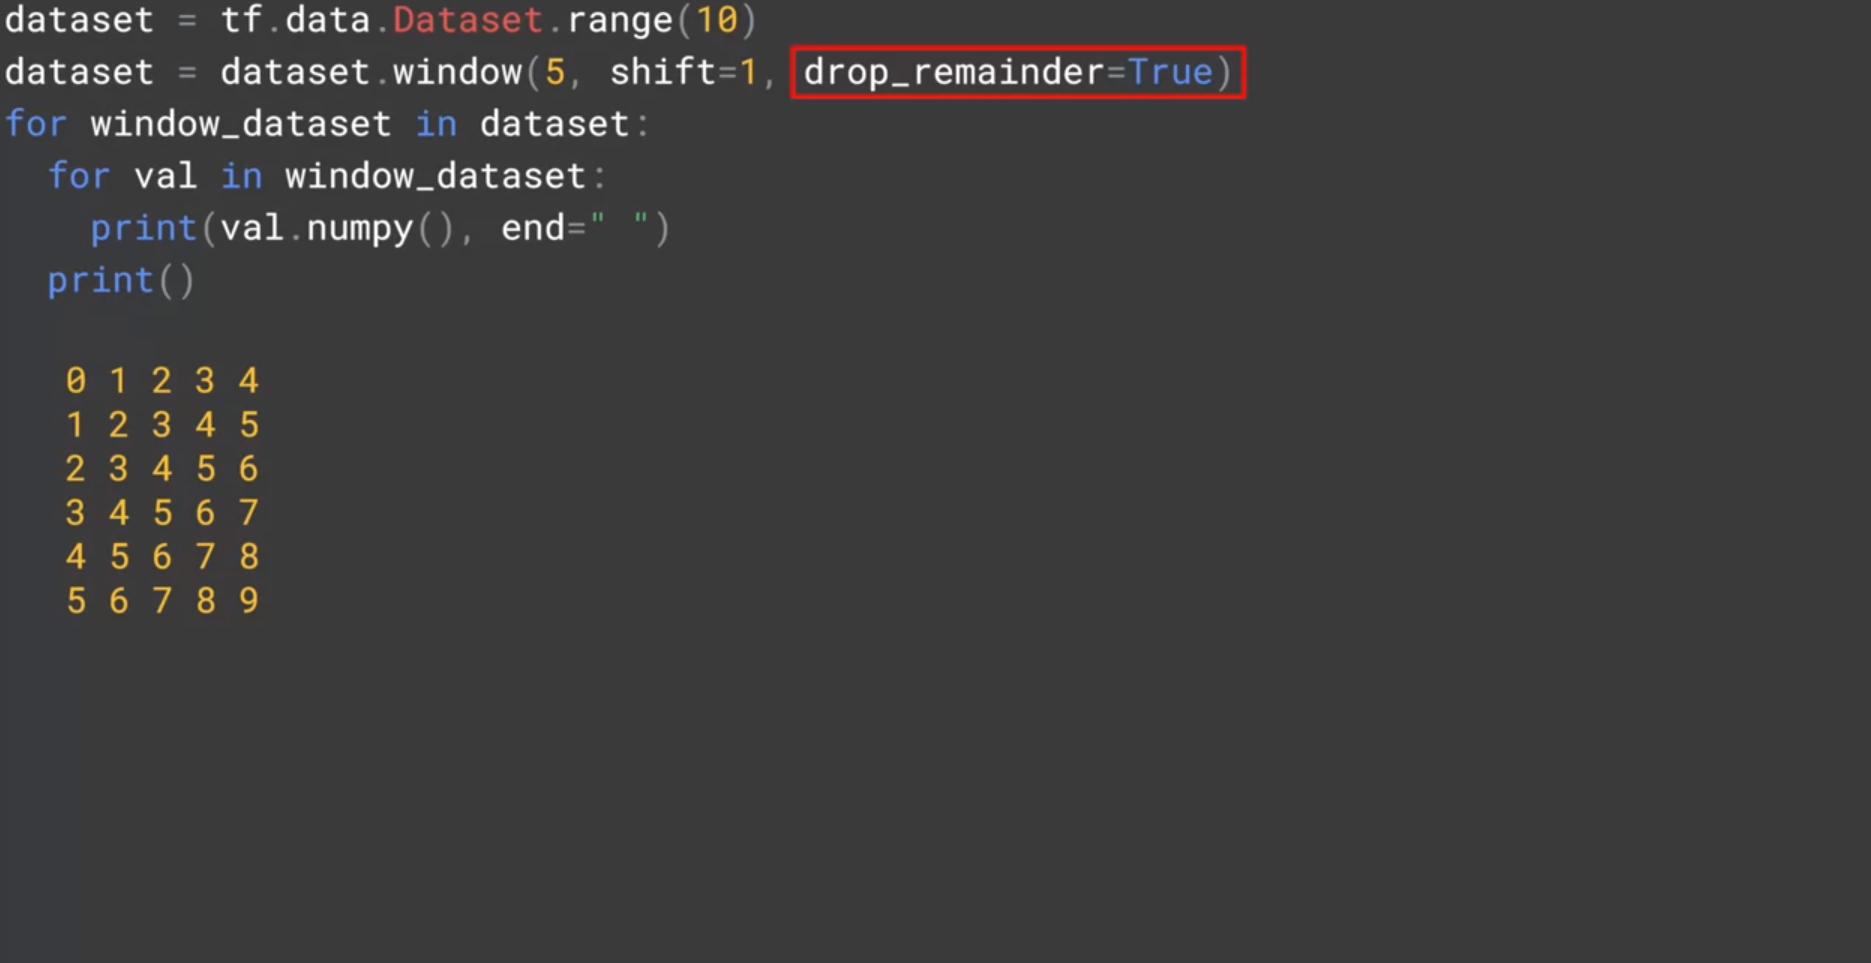 dataset = tf.data.Dataset.range(10)
dataset = dataset.window(5, shift=1, drop_remainder=True)
for window_dataset in dataset:
  for val in window_dataset:
    print(val.numpy(), end=" ")
  print()
0 1 2 3 4
1 2 3 4 5
2 3 4 5 6
3 4 5 6 7
4 5 6 7 8
5 6 7 8 9